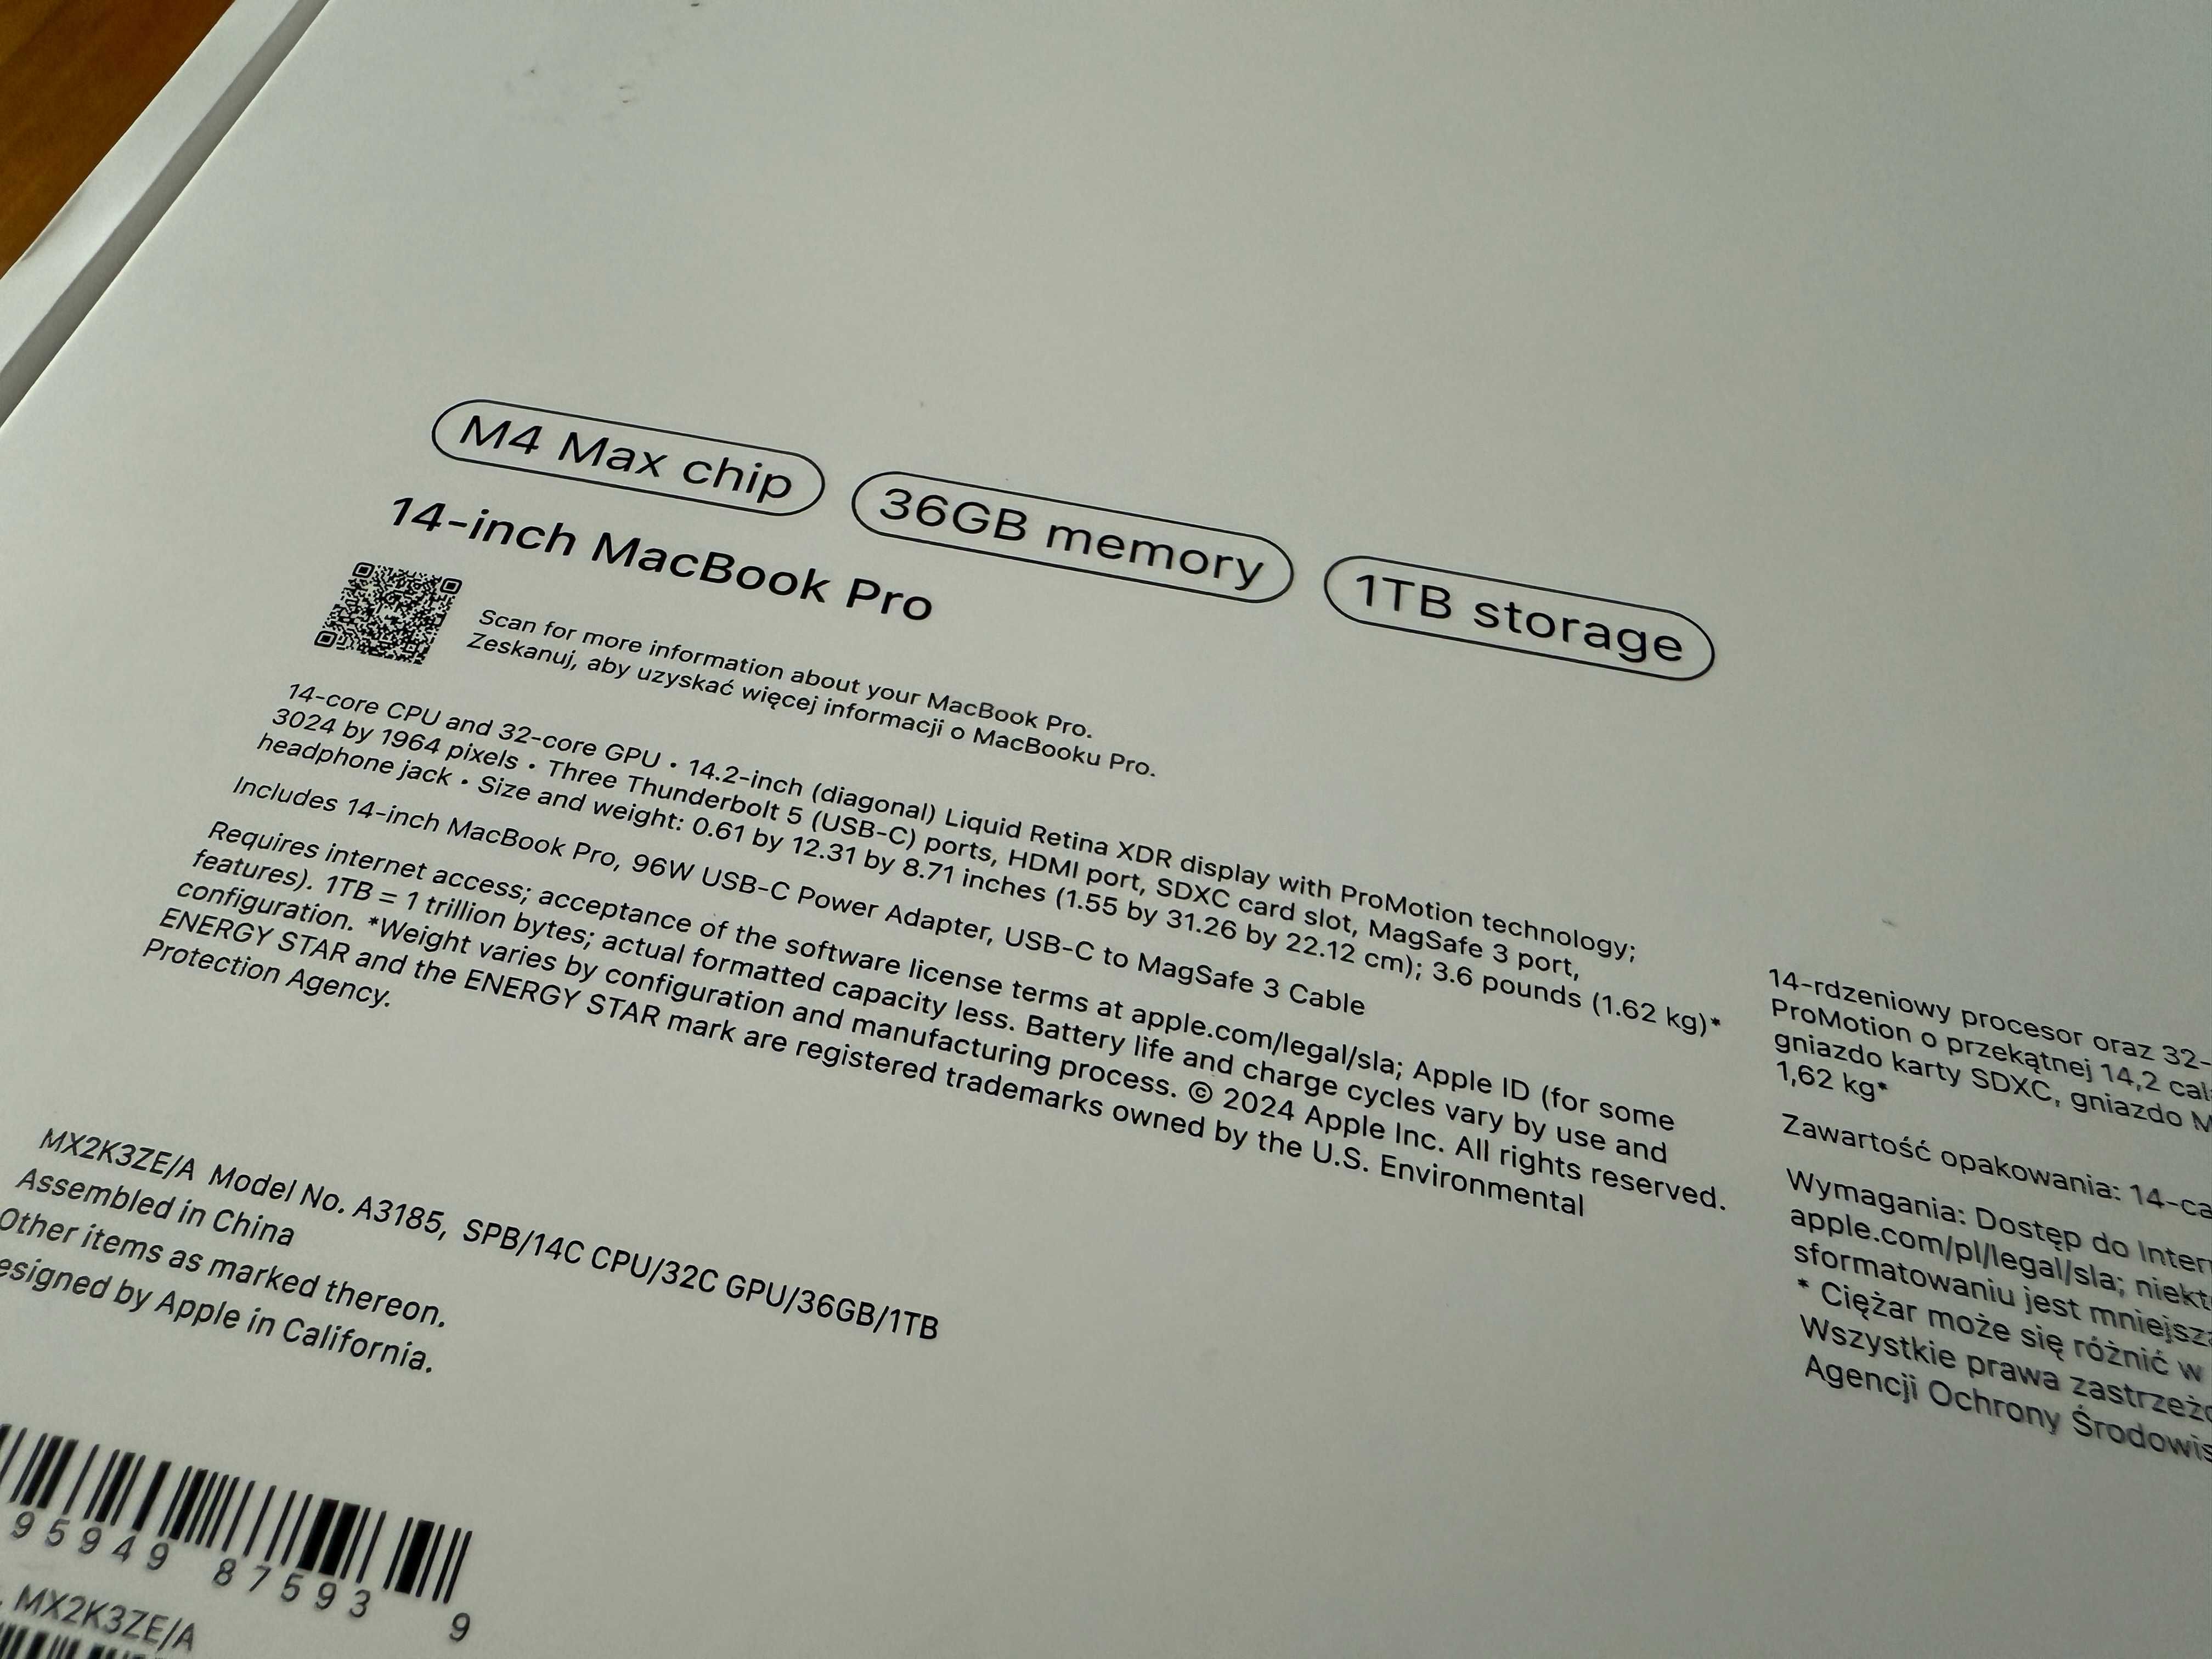 M4 Max chip
36GB memory
1TB storage
14-inch MacBook Pro
Scan for more information about your MacBook Pro.
Zeskanuj, aby uzyskać więcej informacji o MacBooku Pro.
14-core CPU and 32-core GPU • 14.2-inch (diagonal) Liquid Retina XDR display with ProMotion technology;
3024 by 1964 pixels • Three Thunderbolt 5 (USB-C) ports, HDMI port, SDXC card slot, MagSafe 3 port,
headphone jack • Size and weight: 0.61 by 12.31 by 8.71 inches (1.55 by 31.26 by 22.12 cm); 3.6 pounds (1.62 kg)*
Includes 14-inch MacBook Pro, 96W USB-C Power Adapter, USB-C to MagSafe 3 Cable
Requires internet access; acceptance of the software license terms at apple.com/legal/sla; Apple ID (for some
features). 1TB = 1 trillion bytes; actual formatted capacity less. Battery life and charge cycles vary by use and
configuration. *Weight varies by configuration and manufacturing process. © 2024 Apple Inc. All rights reserved.
ENERGY STAR and the ENERGY STAR mark are registered trademarks owned by the U.S. Environmental
Protection Agency.
14-rdzeniowy procesor oraz 32-
ProMotion o przekątnej 14,2 cal
gniazdo karty SDXC, gniazdo M
1,62 kg*
Zawartość opakowania: 14-ca
Wymagania: Dostęp do Inter
apple.com/pl/legal/sla; niekt
sformatowaniu jest mniejsz
* Ciężar może się różnić w
Wszystkie prawa zastrzeż
Agencji Ochrony Środowis
MX2K3ZE/A Model No. A3185, SPB/14C CPU/32C GPU/36GB/1TB
Assembled in China
Other items as marked thereon.
esigned by Apple in California.
95949 87593 9
MX2K3ZE/A